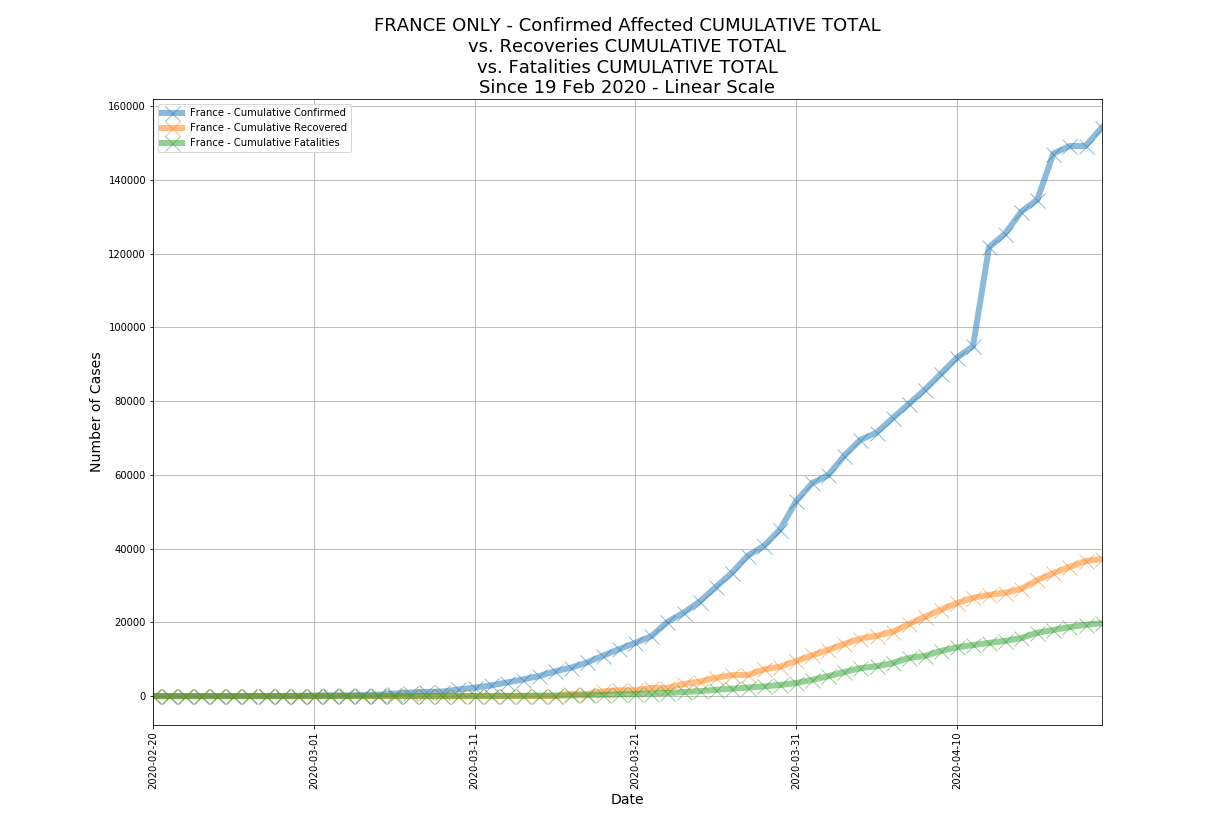 FRANCE ONLY - Confirmed Affected CUMULATIVE TOTAL
vs. Recoveries CUMULATIVE TOTAL
vs. Fatalities CUMULATIVE TOTAL
Since 19 Feb 2020 - Linear Scale
France - Cumulative Confirmed
France - Cumulative Recovered
France - Cumulative Fatalities
Number of Cases
160000
140000
120000
100000
80000
60000
40000
20000
0
2020-02-20
2020-03-01
2020-03-11
2020-03-21
2020-03-31
2020-04-10
Date